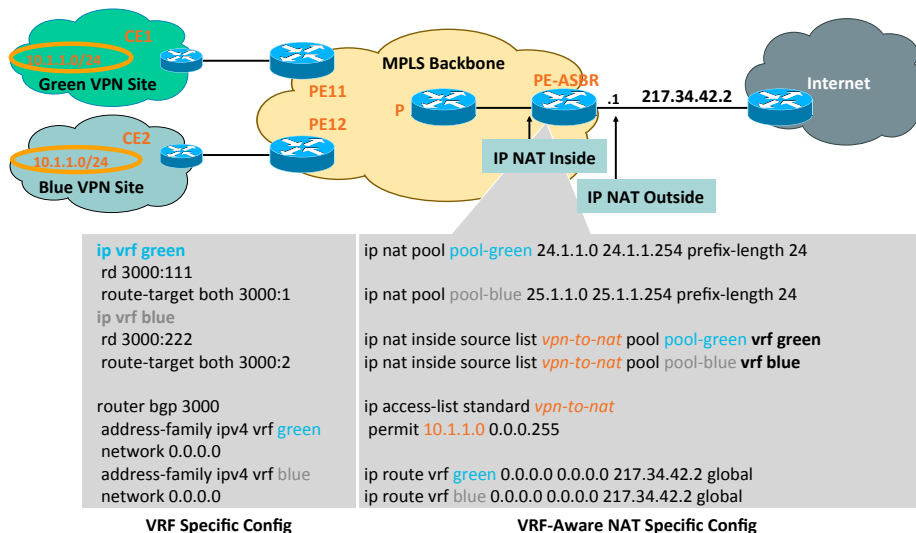 CE1
10.1.1.0/24
Green VPN Site
PE11
MPLS Backbone
P
PE-ASBR
.1
217.34.42.2
Internet
CE2
10.1.1.0/24
Blue VPN Site
PE12
IP NAT Inside
IP NAT Outside
ip vrf green
rd 3000:111
route-target both 3000:1
ip vrf blue
rd 3000:222
route-target both 3000:2
router bgp 3000
address-family ipv4 vrf green
network 0.0.0.0
address-family ipv4 vrf blue
network 0.0.0.0
VRF Specific Config
ip nat pool pool-green 24.1.1.0 24.1.1.254 prefix-length 24
ip nat pool pool-blue 25.1.1.0 25.1.1.254 prefix-length 24
ip nat inside source list vpn-to-nat pool pool-green vrf green
ip nat inside source list vpn-to-nat pool pool-blue vrf blue
ip access-list standard vpn-to-nat
permit 10.1.1.0 0.0.0.255
ip route vrf green 0.0.0.0 0.0.0.0 217.34.42.2 global
ip route vrf blue 0.0.0.0 0.0.0.0 217.34.42.2 global
VRF-Aware NAT Specific Config